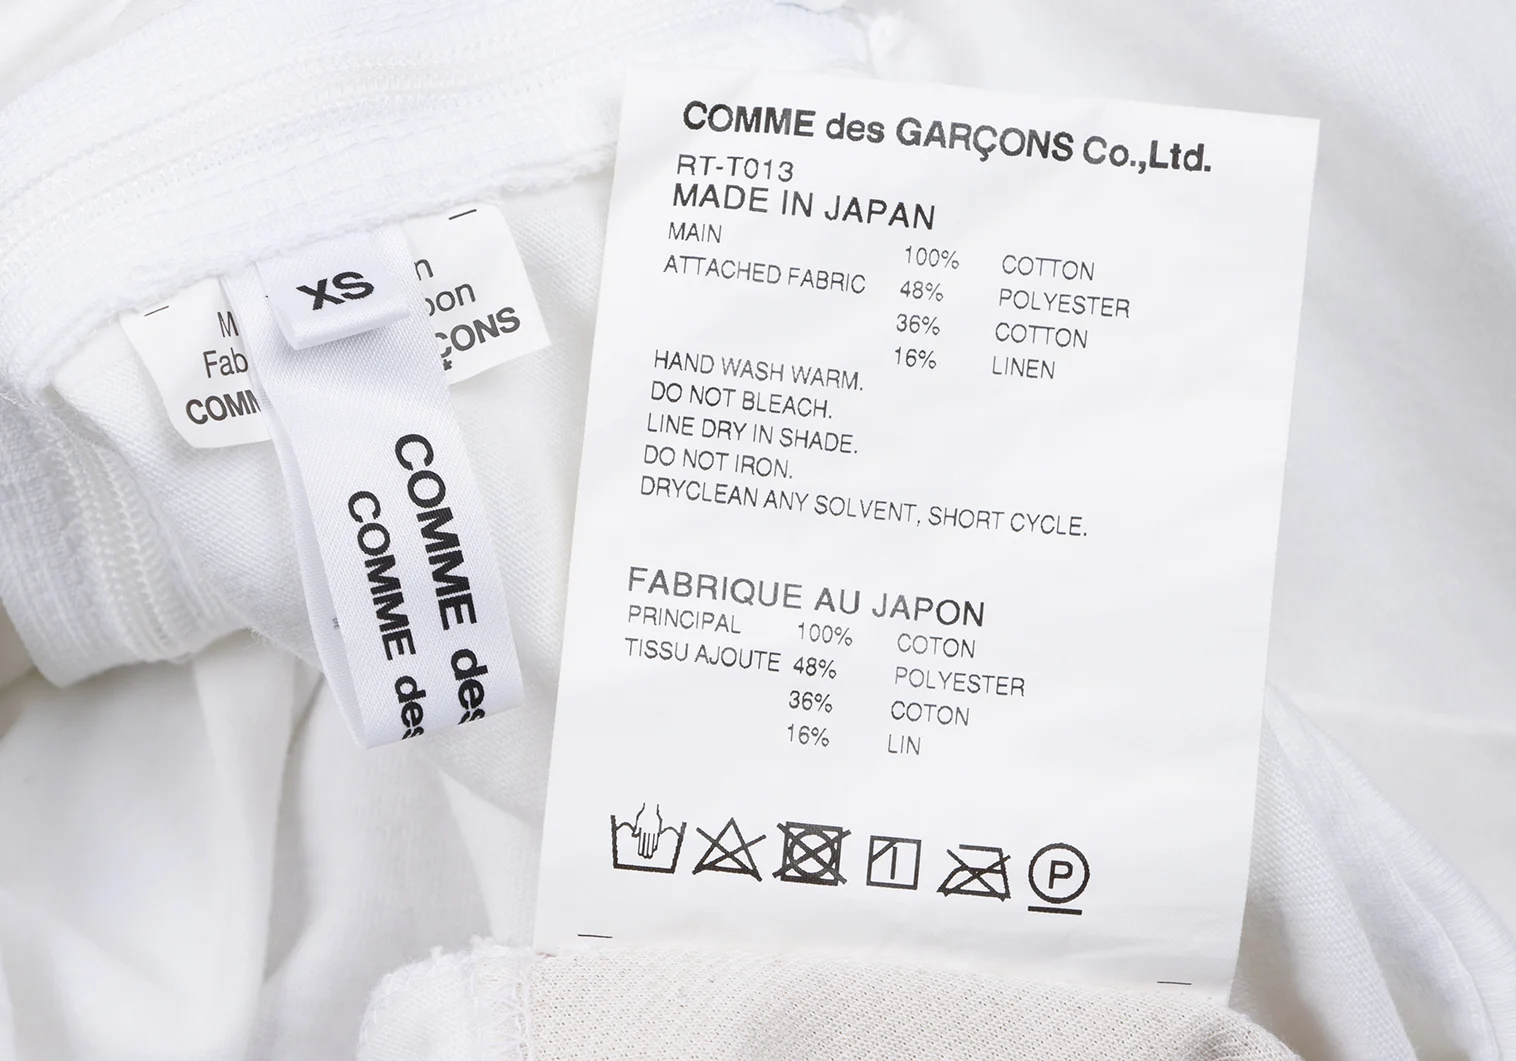 COMME des GARÇONS Co.,Ltd.
RT-T013
MADE IN JAPAN
MAIN 100% COTTON
ATTACHED FABRIC 48% POLYESTER
36% COTTON
16% LINEN
HAND WASH WARM.
DO NOT BLEACH.
LINE DRY IN SHADE.
DO NOT IRON.
DRYCLEAN ANY SOLVENT, SHORT CYCLE.
FABRIQUE AU JAPON
PRINCIPAL 100% COTON
TISSU AJOUTE 48% POLYESTER
36% COTON
16% LIN
P
XS
COMME des
COMME des